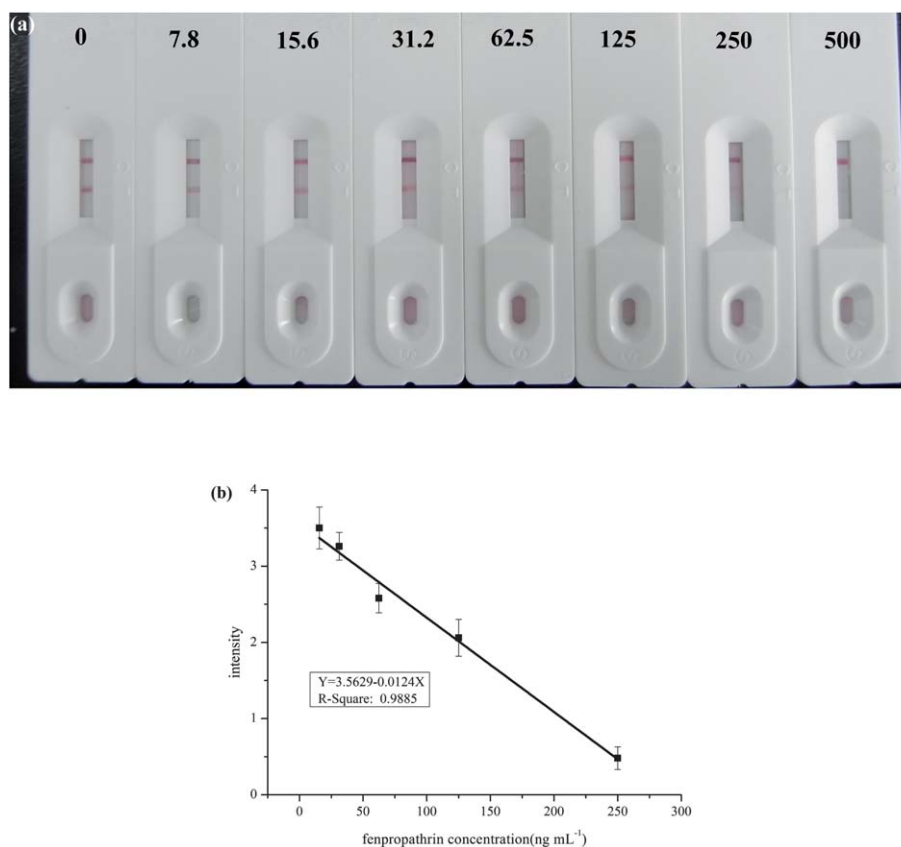 (a)
0 7.8 15.6 31.2 62.5 125 250 500
C T C T C T C T C T C T C T C T
S S S S S S
(b)
4
3
intensity
2
Y=3.5629-0.0124X
R-Square: 0.9885
1
0
0 50 100 150 200 250 300
fenpropathrin concentration(ng mL⁻¹)